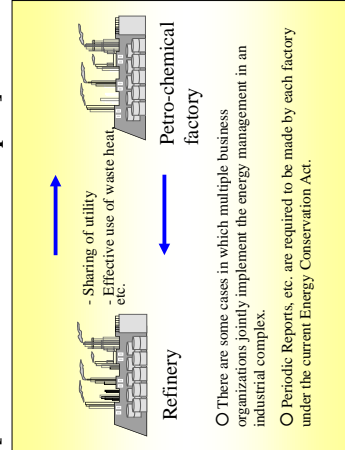 - Sharing of utility
- Effective use of waste heat,
etc.
Refinery
Petro-chemical
factory
O There are some cases in which multiple business
organizations jointly implement the energy management in an
industrial complex.
O Periodic Reports, etc. are required to be made by each factory
under the current Energy Conservation Act.